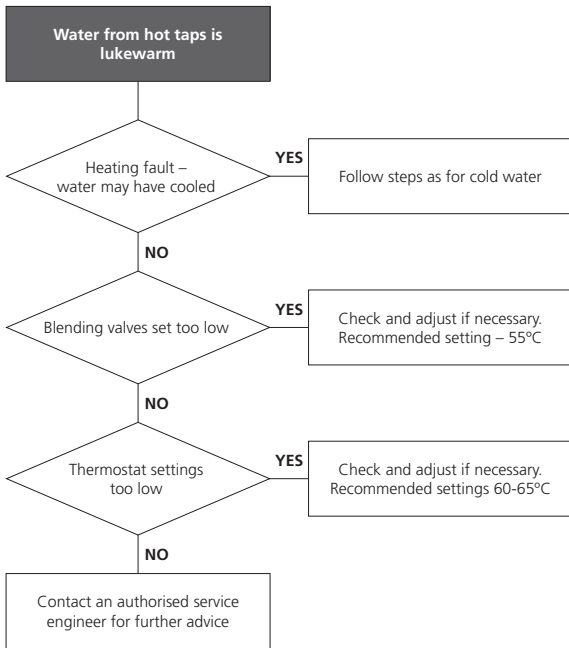 Water from hot taps is
lukewarm
Heating fault –
water may have cooled
YES
Follow steps as for cold water
NO
Blending valves set too low
YES
Check and adjust if necessary.
Recommended setting – 55ºC
NO
Thermostat settings
too low
YES
Check and adjust if necessary.
Recommended settings 60-65ºC
NO
Contact an authorised service
engineer for further advice